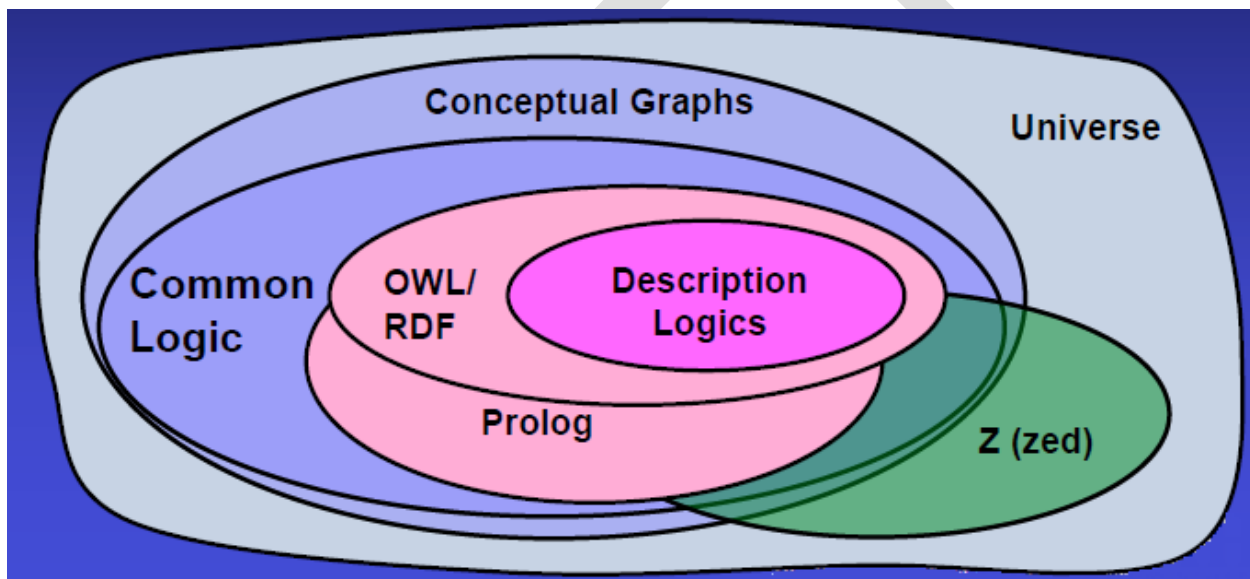 Conceptual Graphs
Universe
Common
Logic
OWL/
RDF
Description
Logics
Prolog
Z (zed)